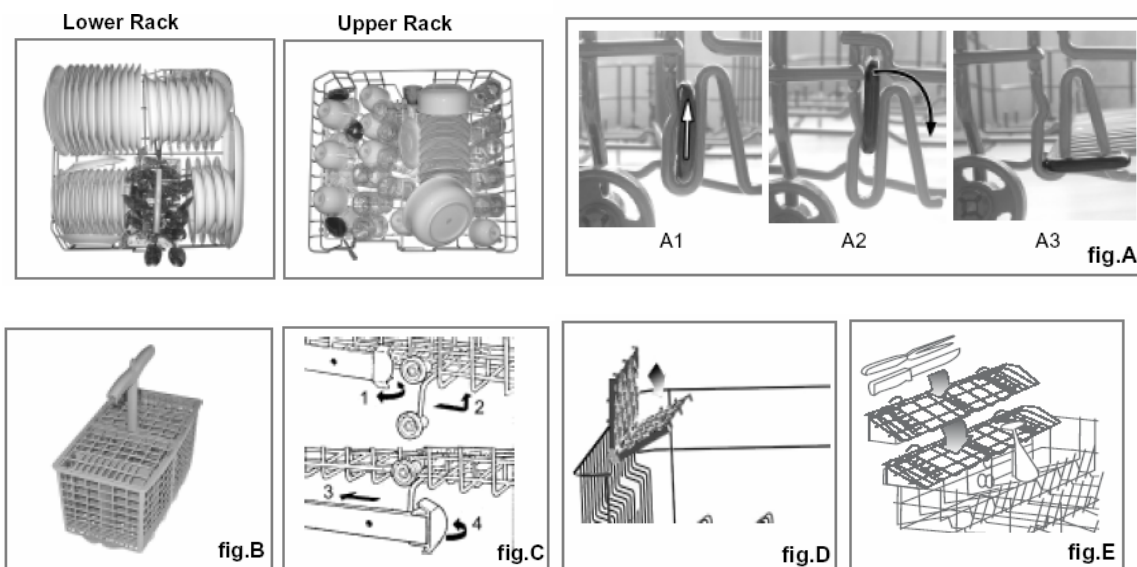 Lower Rack
Upper Rack
A1
A2
A3
fig.A
fig.B
1
2
3
4
fig.C
fig.D
fig.E